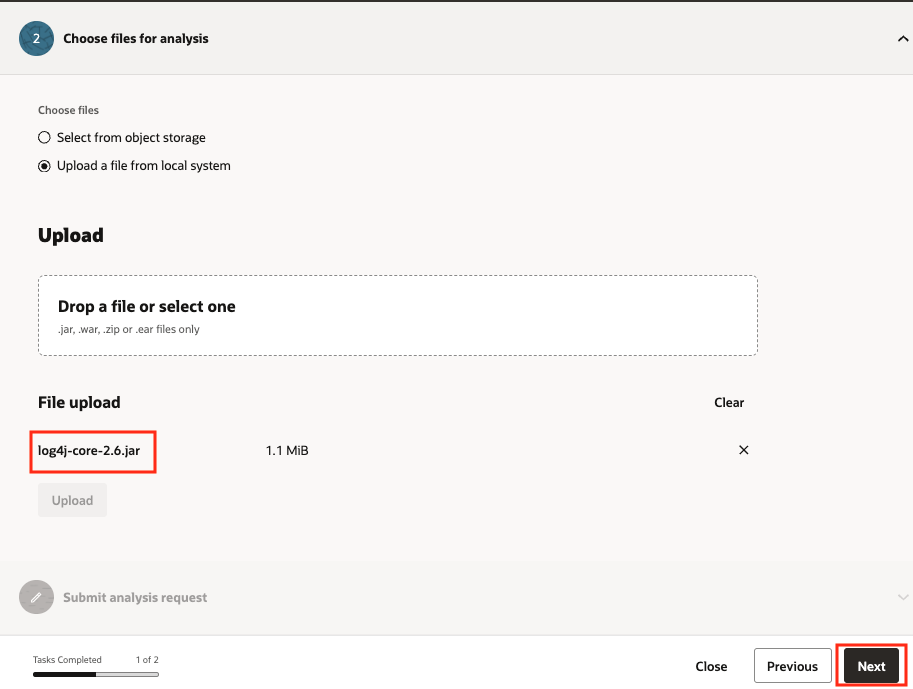 2 Choose files for analysis
Choose files
Select from object storage
Upload a file from local system
Upload
Drop a file or select one
.jar, .war, .zip or .ear files only
File upload Clear
log4j-core-2.6.jar 1.1 MiB
Upload
Submit analysis request
Tasks Completed 1 of 2
Close Previous Next